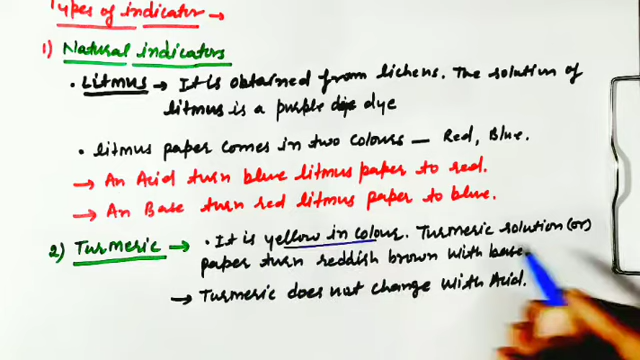 Types of indicator →
1) Natural indicators
• Litmus → It is obtained from lichens. The solution of
litmus is a purple dye
• litmus paper comes in two colours — Red, Blue.
→ An Acid turn blue litmus paper to red.
→ An Base turn red litmus paper to blue.
2) Turmeric → • It is yellow in colour. Turmeric solution (or)
paper turn reddish brown with base
→ Turmeric does not change with Acid.